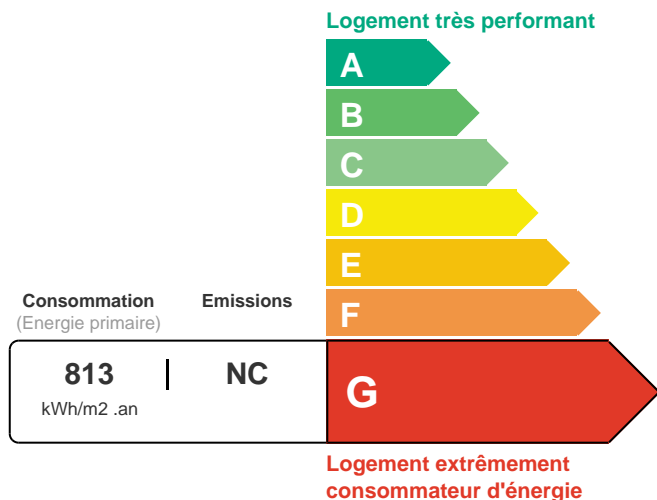 Logement très performant
A
B
C
D
E
F
Consommation Emissions
(Energie primaire)
813 | NC
kWh/m2 .an
G
Logement extrêmement
consommateur d'énergie